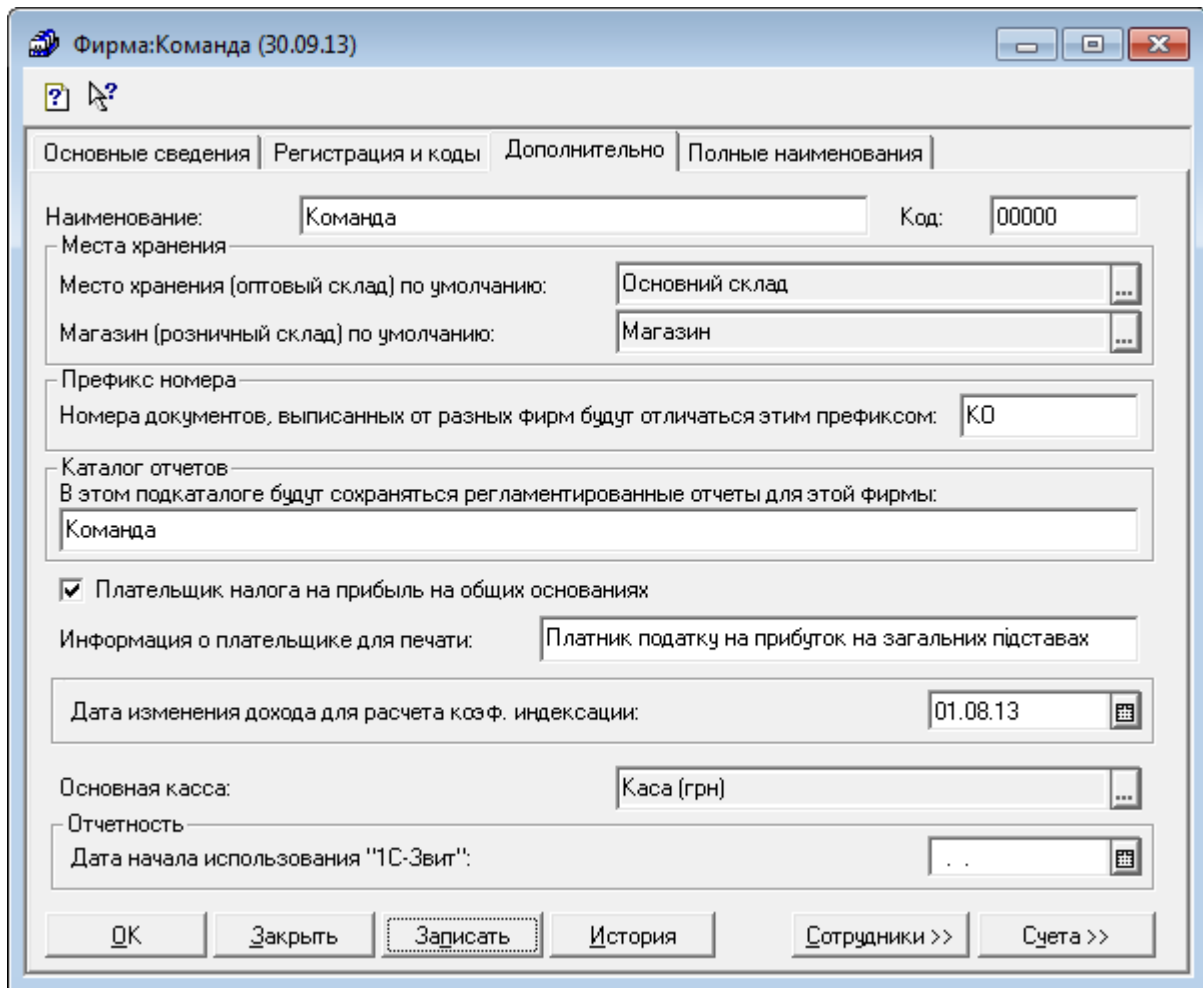 Фирма:Команда (30.09.13)
Основные сведения Регистрация и коды Дополнительно Полные наименования
Наименование: Команда Код: 00000
Места хранения
Место хранения (оптовый склад) по умолчанию: Основний склад ...
Магазин (розничный склад) по умолчанию: Магазин ...
Префикс номера
Номера документов, выписанных от разных фирм будут отличаться этим префиксом: КО
Каталог отчетов
В этом подкаталоге будут сохраняться регламентированные отчеты для этой фирмы:
Команда
Плательщик налога на прибыль на общих основаниях
Информация о плательщике для печати: Платник податку на прибуток на загальних підставах
Дата изменения дохода для расчета коэф. индексации: 01.08.13
Основная касса: Каса (грн) ...
Отчетность
Дата начала использования "1С-Звит": . .
OK Закрыть Записать История Сотрудники >> Счета >>